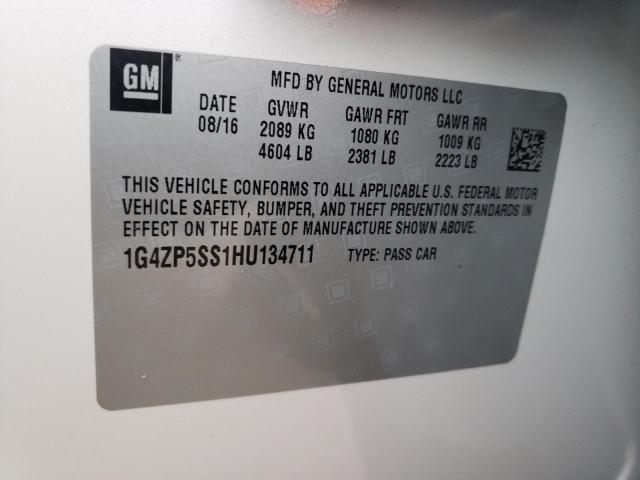 GM
MFD BY GENERAL MOTORS LLC
DATE GVWR GAWR FRT GAWR RR
08/16 2089 KG 1080 KG 1009 KG
4604 LB 2381 LB 2223 LB
THIS VEHICLE CONFORMS TO ALL APPLICABLE U.S. FEDERAL MOTOR
VEHICLE SAFETY, BUMPER, AND THEFT PREVENTION STANDARDS IN
EFFECT ON THE DATE OF MANUFACTURE SHOWN ABOVE.
1G4ZP5SS1HU134711 TYPE: PASS CAR